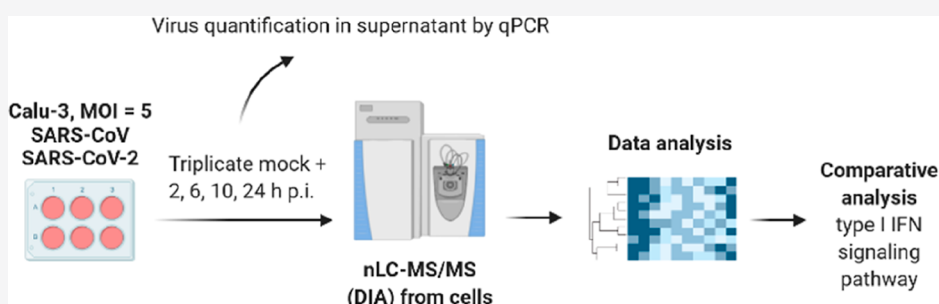 Virus quantification in supernatant by qPCR
Calu-3, MOI = 5
SARS-CoV
SARS-CoV-2
Triplicate mock +
2, 6, 10, 24 h p.i.
1 2 3
A
B
nLC-MS/MS
(DIA) from cells
Data analysis
Comparative
analysis
type I IFN
signaling
pathway